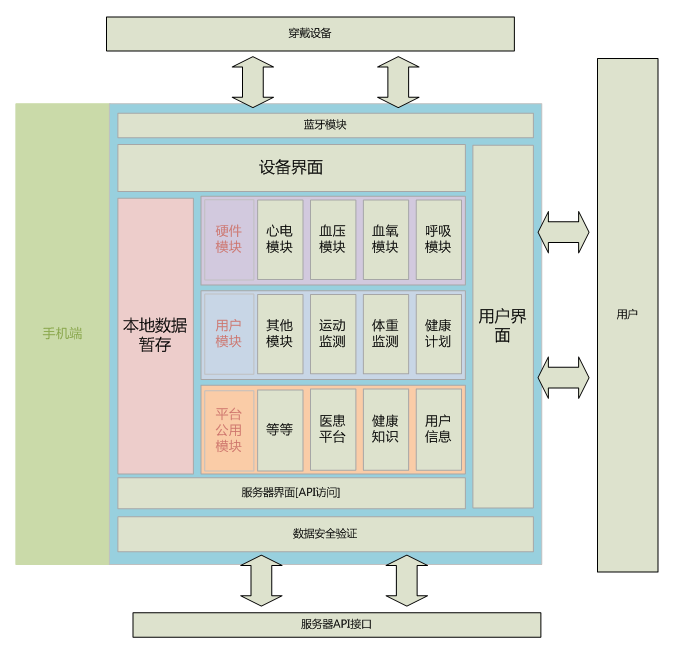 穿戴设备
蓝牙模块
设备界面
硬件
模块
心电
模块
血压
模块
血氧
模块
呼吸
模块
手机端
本地数据
暂存
用户
模块
其他
模块
运动
监测
体重
监测
健康
计划
用户界
面
用户
平台
公用
模块
等等
医患
平台
健康
知识
用户
信息
服务器界面[API访问]
数据安全验证
服务器API接口